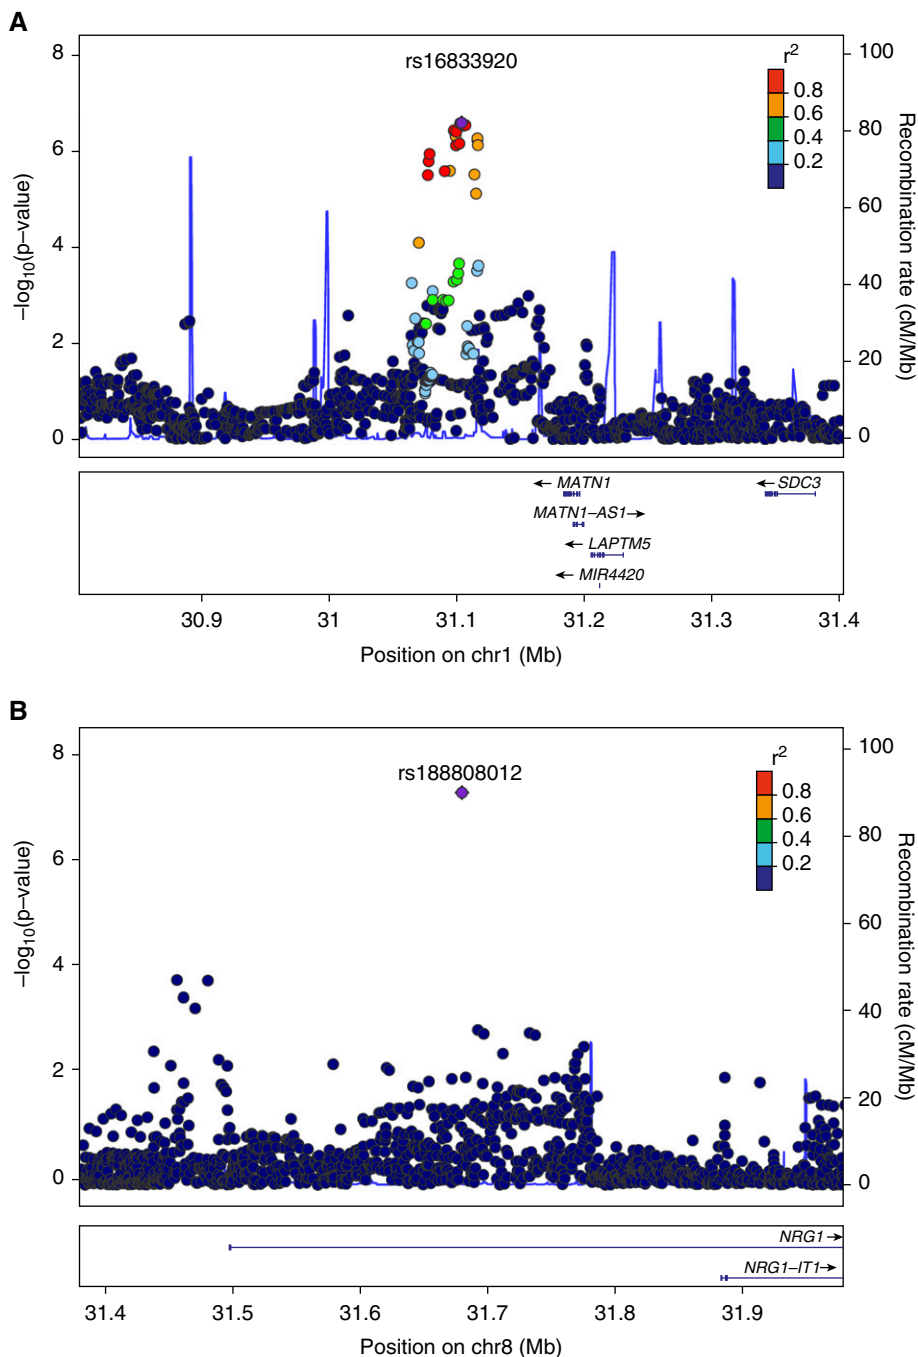 A
rs16833920
r2
0.8
0.6
0.4
0.2
8
6
4
2
0
–log10(p–value)
100
80
60
40
20
0
Recombination rate (cM/Mb)
← MATN1
← SDC3
MATN1–AS1→
← LAPTM5
← MIR4420
30.9 31 31.1 31.2 31.3 31.4
Position on chr1 (Mb)
B
rs188808012
r2
0.8
0.6
0.4
0.2
8
6
4
2
0
–log10(p–value)
100
80
60
40
20
0
Recombination rate (cM/Mb)
NRG1→
NRG1–IT1→
31.4 31.5 31.6 31.7 31.8 31.9
Position on chr8 (Mb)